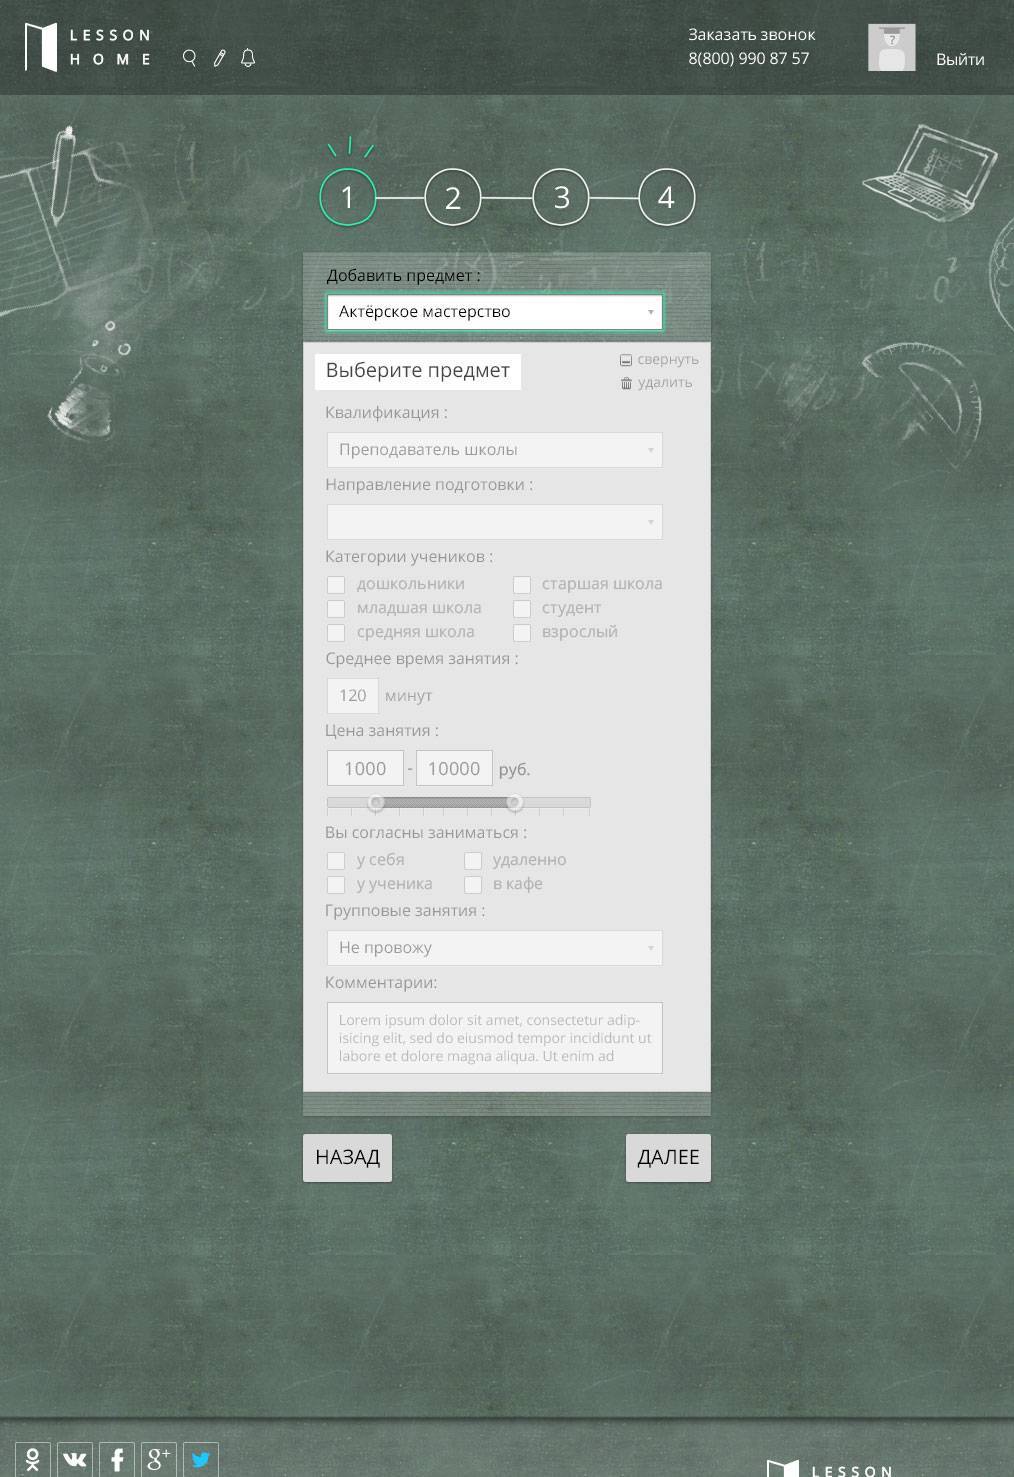 LESSON
HOME
Заказать звонок
8(800) 990 87 57
?
Выйти
1
2
3
4
Добавить предмет :
Актёрское мастерство
Выберите предмет
свернуть
удалить
Квалификация :
Преподаватель школы
Направление подготовки :
Категории учеников :
дошкольники
старшая школа
младшая школа
студент
средняя школа
взрослый
Среднее время занятия :
120 минут
Цена занятия :
1000 - 10000 руб.
Вы согласны заниматься :
у себя
удаленно
у ученика
в кафе
Групповые занятия :
Не провожу
Комментарии:
Lorem ipsum dolor sit amet, consectetur adip-
isicing elit, sed do eiusmod tempor incididunt ut
labore et dolore magna aliqua. Ut enim ad
НАЗАД
ДАЛЕЕ
g+
LESSON